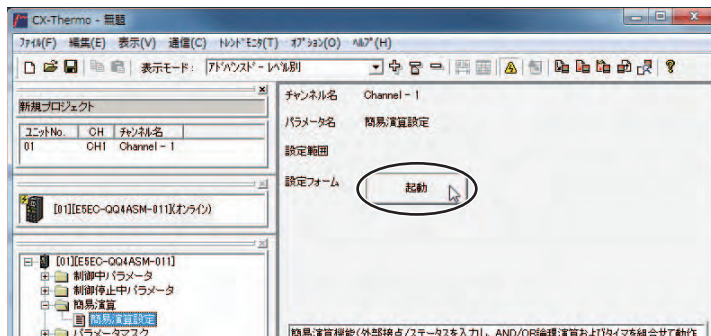 CX-Thermo - 無題
ファイル(F) 編集(E) 表示(V) 通信(C) トレンドモニタ(T) オプション(O) ヘルプ(H)
表示モード: アドバンスド - レベル別
新規プロジェクト
ユニットNo. CH チャンネル名
01 CH1 Channel - 1
[01][E5EC-QQ4ASM-011](オンライン)
[01][E5EC-QQ4ASM-011]
制御中パラメータ
制御停止中パラメータ
簡易演算
簡易演算設定
パラメータマスク
チャンネル名 Channel - 1
パラメータ名 簡易演算設定
設定範囲
設定フォーム 起動
簡易演算機能(外部接点/ステータスを入力し、AND/OR論理演算およびタイマを組合せて動作